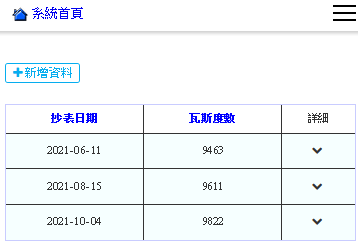 系統首頁
新增資料
抄表日期 瓦斯度數 詳細
2021-06-11 9463
2021-08-15 9611
2021-10-04 9822